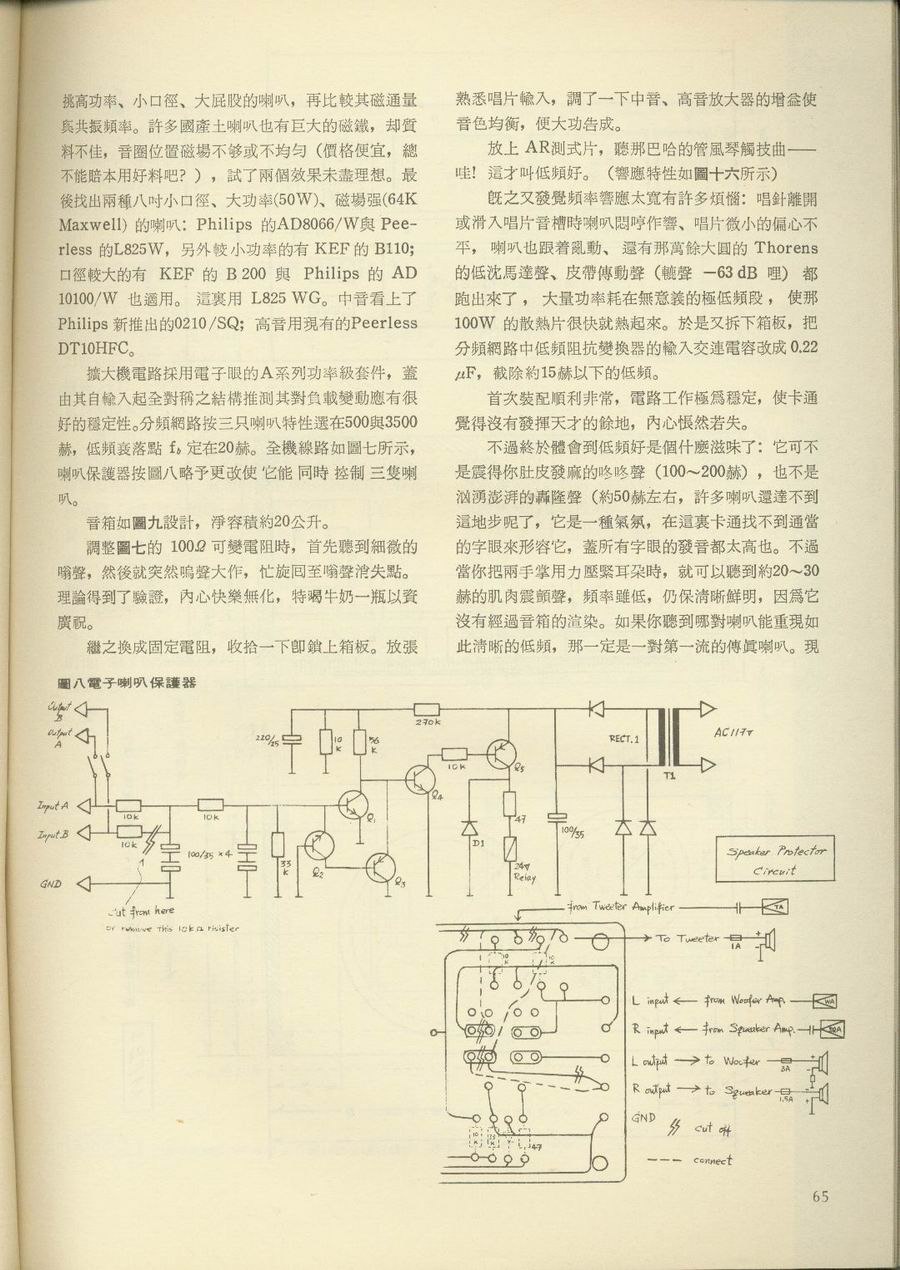 挑高功率、小口徑、大屁股的喇叭，再比較其磁通量
與共振頻率。許多國產土喇叭也有巨大的磁鐵，却質
料不佳，音圈位置磁場不够或不均勻（價格便宜，總
不能賠本用好料吧？），試了兩個效果未盡理想。最
後找出兩種八吋小口徑、大功率(50W)、磁場强(64K
Maxwell) 的喇叭：Philips 的AD8066/W與 Pee-
rless 的L825W，另外較小功率的有 KEF 的 B110;
口徑較大的有 KEF 的 B 200 與 Philips 的 AD
10100/W 也適用。 這裏用 L825 WG。中音看上了
Philips 新推出的0210/SQ；高音用現有的Peerless
DT10HFC。
擴大機電路採用電子眼的A系列功率級套件，蓋
由其自輸入起全對稱之結構推測其對負載變動應有很
好的穩定性。分頻網路按三只喇叭特性選在500與3500
赫，低頻衰落點 f♭ 定在20赫。全機線路如圖七所示，
喇叭保護器按圖八略予更改使它能同時控制三隻喇
叭。
音箱如圖九設計，淨容積約20公升。
調整圖七的 100Ω 可變電阻時，首先聽到細微的
嗡聲，然後就突然嗚聲大作，忙旋囘至嗡聲消失點。
理論得到了驗證，內心快樂無化，特喝牛奶一瓶以資
廣祝。
繼之換成固定電阻，收拾一下卽鎖上箱板。放張
熟悉唱片輸入，調了一下中音、高音放大器的增益使
音色均衡，便大功告成。
放上 AR測式片，聽那巴哈的管風琴觸技曲——
哇！這才叫低頻好。（響應特性如圖十六所示）
旣之又發覺頻率響應太寬有許多煩惱：唱針離開
或滑入唱片音槽時喇叭悶哼作響、唱片微小的偏心不
平， 喇叭也跟着亂動、 還有那萬餘大圓的 Thorens
的低沈馬達聲、皮帶傳動聲（轆聲 −63 dB 哩） 都
跑出來了， 大量功率耗在無意義的極低頻段， 使那
100W 的散熱片很快就熱起來。於是又拆下箱板，把
分頻網路中低頻阻抗變換器的輸入交連電容改成 0.22
μF，截除約15赫以下的低頻。
首次裝配順利非常，電路工作極爲穩定，使卡通
覺得沒有發揮天才的餘地，內心悵然若失。
不過終於體會到低頻好是個什麼滋味了：它可不
是震得你肚皮發麻的咚咚聲（100～200赫），也不是
洶湧澎湃的轟隆聲（約50赫左右，許多喇叭還達不到
這地步呢了，它是一種氣氛，在這裏卡通找不到適當
的字眼來形容它，蓋所有字眼的發音都太高也。不過
當你把兩手掌用力壓緊耳朶時，就可以聽到約20～30
赫的肌肉震顫聲，頻率雖低，仍保淸晰鮮明，因爲它
沒有經過音箱的渲染。如果你聽到哪對喇叭能重現如
此淸晰的低頻，那一定是一對第一流的傳眞喇叭。現
圖八電子喇叭保護器
Output B
Output A
Input A
Input B
GND
10k
10k
10k
100/35 ×4
33 k
220/25
10 k
56 k
270k
10k
Q1
Q2
Q3
Q4
Q5
D1
47
24V Relay
100/35
RECT.1
T1
AC117V
Speaker Protector
Circuit
Cut from here
or remove this 10kΩ risister
from Tweeter Amplifier
TA
To Tweeter
1A
L input ← from Woofer Amp.
WA
R input ← from Squeaker Amp.
SQA
L output → to Woofer
3A
R output → to Squeaker
1.5A
GND
cut off
connect
10 K
10 K
10 K
47
65